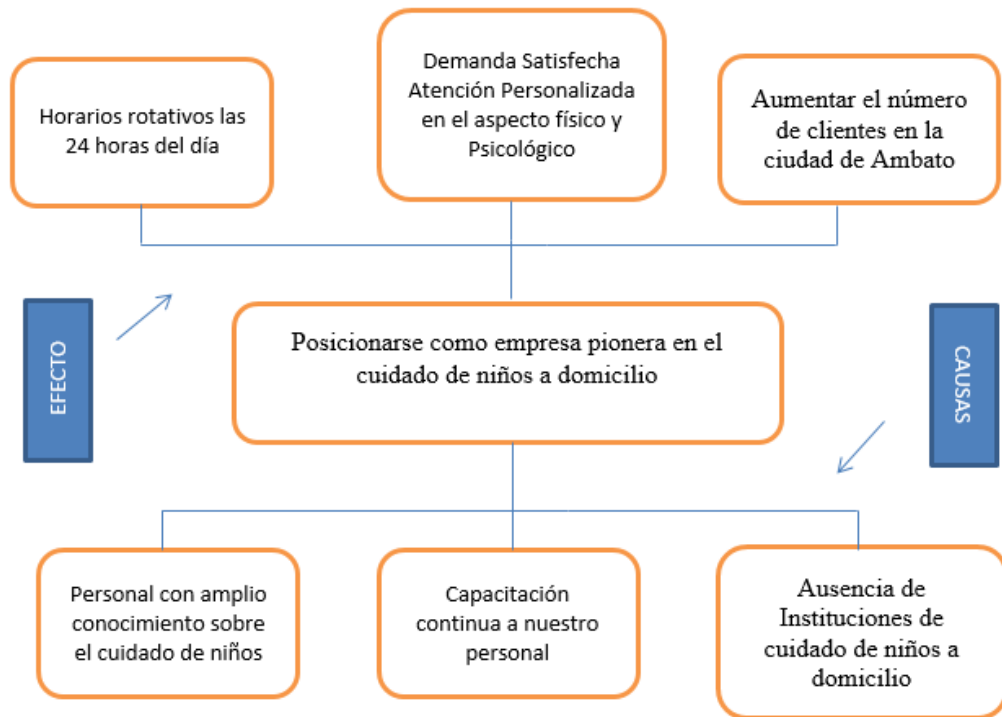 Horarios rotativos las
24 horas del día
Demanda Satisfecha
Atención Personalizada
en el aspecto físico y
Psicológico
Aumentar el número
de clientes en la
ciudad de Ambato
EFECTO
Posicionarse como empresa pionera en el
cuidado de niños a domicilio
CAUSAS
Personal con amplio
conocimiento sobre
el cuidado de niños
Capacitación
continua a nuestro
personal
Ausencia de
Instituciones de
cuidado de niños a
domicilio